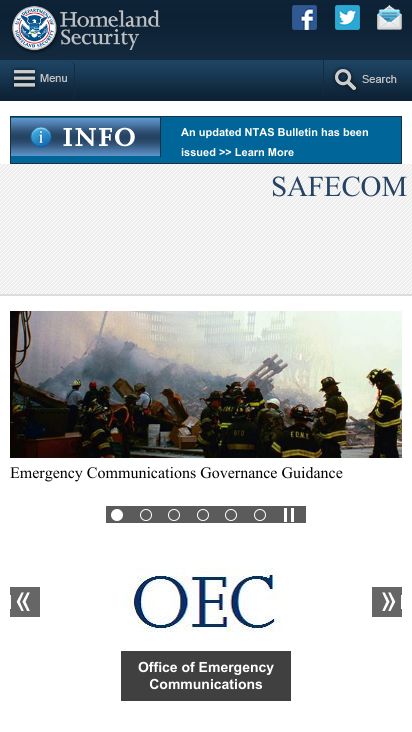 Homeland
Security
Menu
Search
INFO
An updated NTAS Bulletin has been
issued >> Learn More
SAFECOM
Emergency Communications Governance Guidance
OEC
Office of Emergency
Communications